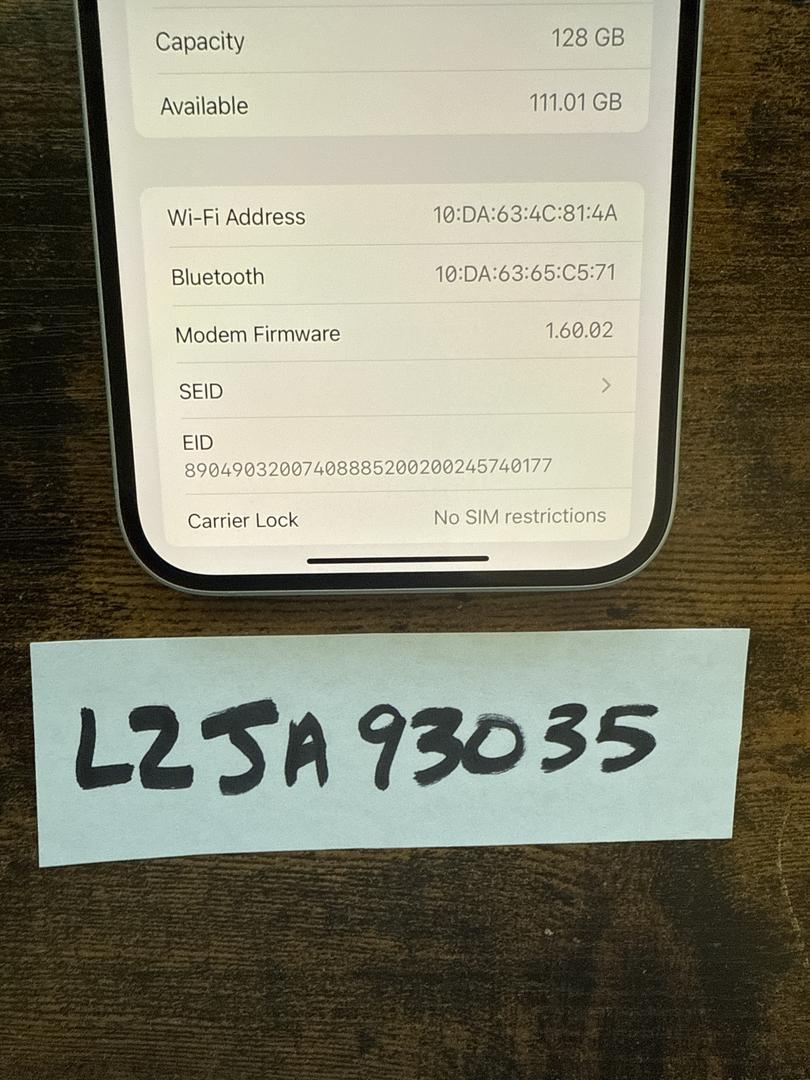 Capacity 128 GB
Available 111.01 GB
Wi-Fi Address 10:DA:63:4C:81:4A
Bluetooth 10:DA:63:65:C5:71
Modem Firmware 1.60.02
SEID
EID
89049032007408885200200245740177
Carrier Lock No SIM restrictions
L2JA93035